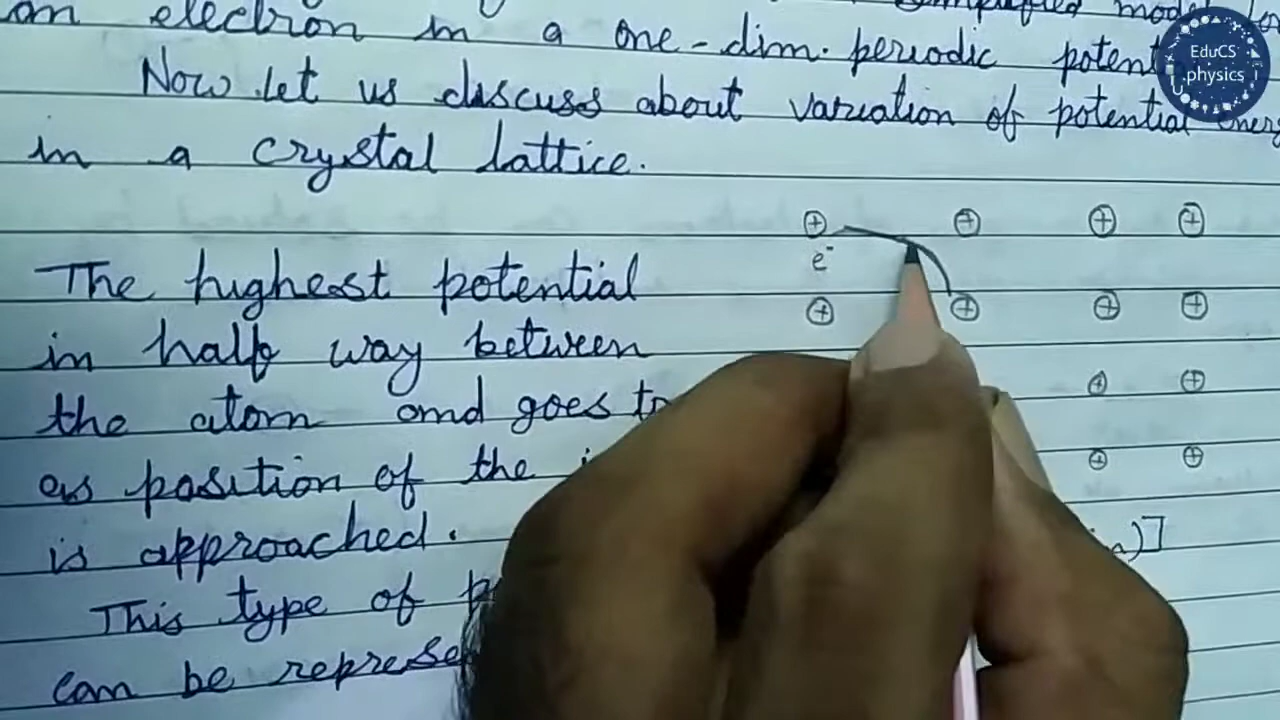 an electron in a one-dim. periodic
Now let us discuss about variation of potential
in a crystal lattice.
EduCS
.physics
+ + + +
e-
+ + + +
+ +
+ +
The highest potential
in half way between
the atom and goes to
as position of the
is approached.
This type of
can be